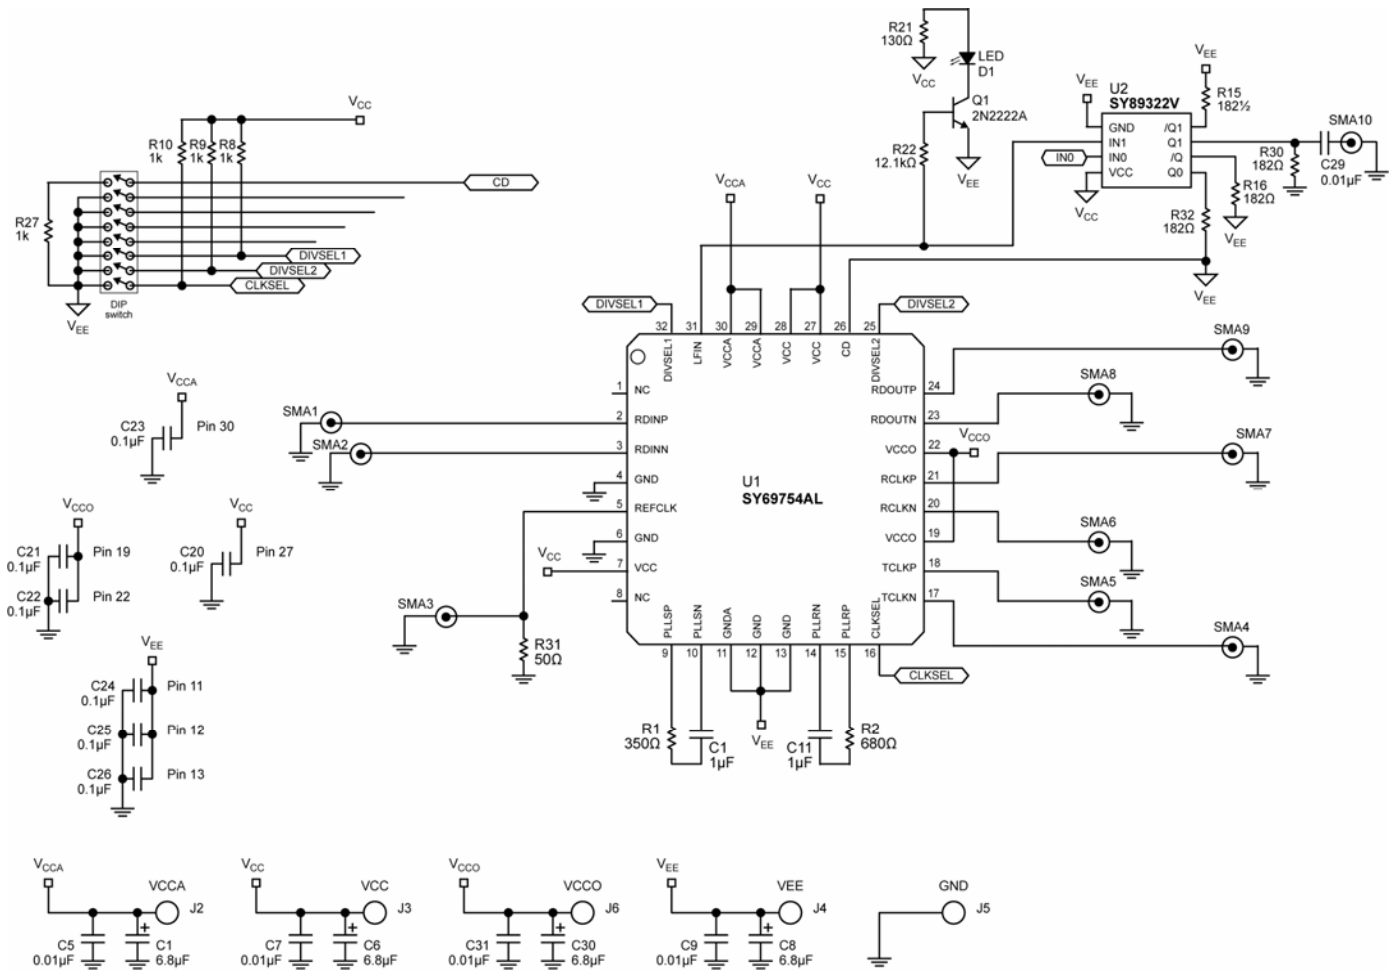 R21
130Ω
VCC
LED
D1
Q1
2N2222A
VEE
R22
12.1kΩ
VEE
U2
SY89322V
GND
IN1
IN0
VCC
/Q1
Q1
/Q
Q0
IN0
VCC
VEE
R15
182½
SMA10
R30
182Ω
C29
0.01µF
R16
182Ω
VEE
R32
182Ω
VEE
VCC
R10
1k
R9
1k
R8
1k
CD
R27
1k
DIVSEL1
DIVSEL2
CLKSEL
DIP
switch
VEE
VCCA
VCC
DIVSEL1
DIVSEL2
32
31
30
29
28
27
26
25
DIVSEL1
LFIN
VCCA
VCCA
VCC
VCC
CD
DIVSEL2
1 NC
2 RDINP
3 RDINN
4 GND
5 REFCLK
6 GND
7 VCC
8 NC
U1
SY69754AL
RDOUTP 24
RDOUTN 23
VCCO 22
RCLKP 21
RCLKN 20
VCCO 19
TCLKP 18
TCLKN 17
PLLSP
PLLSN
GNDA
GND
GND
PLLRN
PLLRP
CLKSEL
9
10
11
12
13
14
15
16
CLKSEL
SMA1
SMA2
SMA3
VCC
R31
50Ω
VCCO
SMA9
SMA8
SMA7
SMA6
SMA5
SMA4
R1
350Ω
C1
1µF
VEE
C11
1µF
R2
680Ω
VCCA
C23
0.1µF
Pin 30
VCCO
C21
0.1µF
Pin 19
C22
0.1µF
Pin 22
VCC
C20
0.1µF
Pin 27
VEE
C24
0.1µF
Pin 11
C25
0.1µF
Pin 12
C26
0.1µF
Pin 13
VCCA
VCCA
J2
C5
0.01µF
+
C1
6.8µF
VCC
VCC
J3
C7
0.01µF
+
C6
6.8µF
VCCO
VCCO
J6
C31
0.01µF
+
C30
6.8µF
VEE
VEE
J4
C9
0.01µF
+
C8
6.8µF
GND
J5